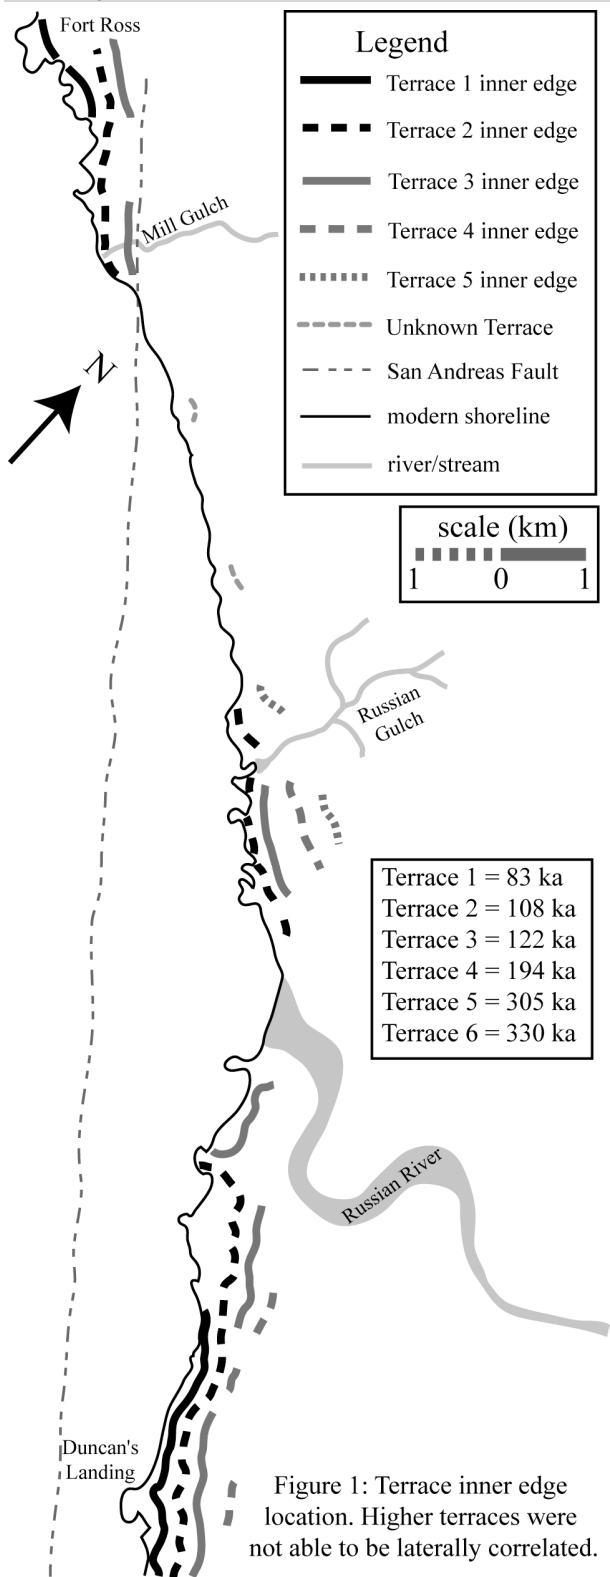 Fort Ross
Legend
Terrace 1 inner edge
Terrace 2 inner edge
Terrace 3 inner edge
Terrace 4 inner edge
Terrace 5 inner edge
Unknown Terrace
San Andreas Fault
modern shoreline
river/stream
Mill Gulch
N
scale (km)
1 0 1
Russian
Gulch
Terrace 1 = 83 ka
Terrace 2 = 108 ka
Terrace 3 = 122 ka
Terrace 4 = 194 ka
Terrace 5 = 305 ka
Terrace 6 = 330 ka
Russian River
Duncan's
Landing
Figure 1: Terrace inner edge
location. Higher terraces were
not able to be laterally correlated.